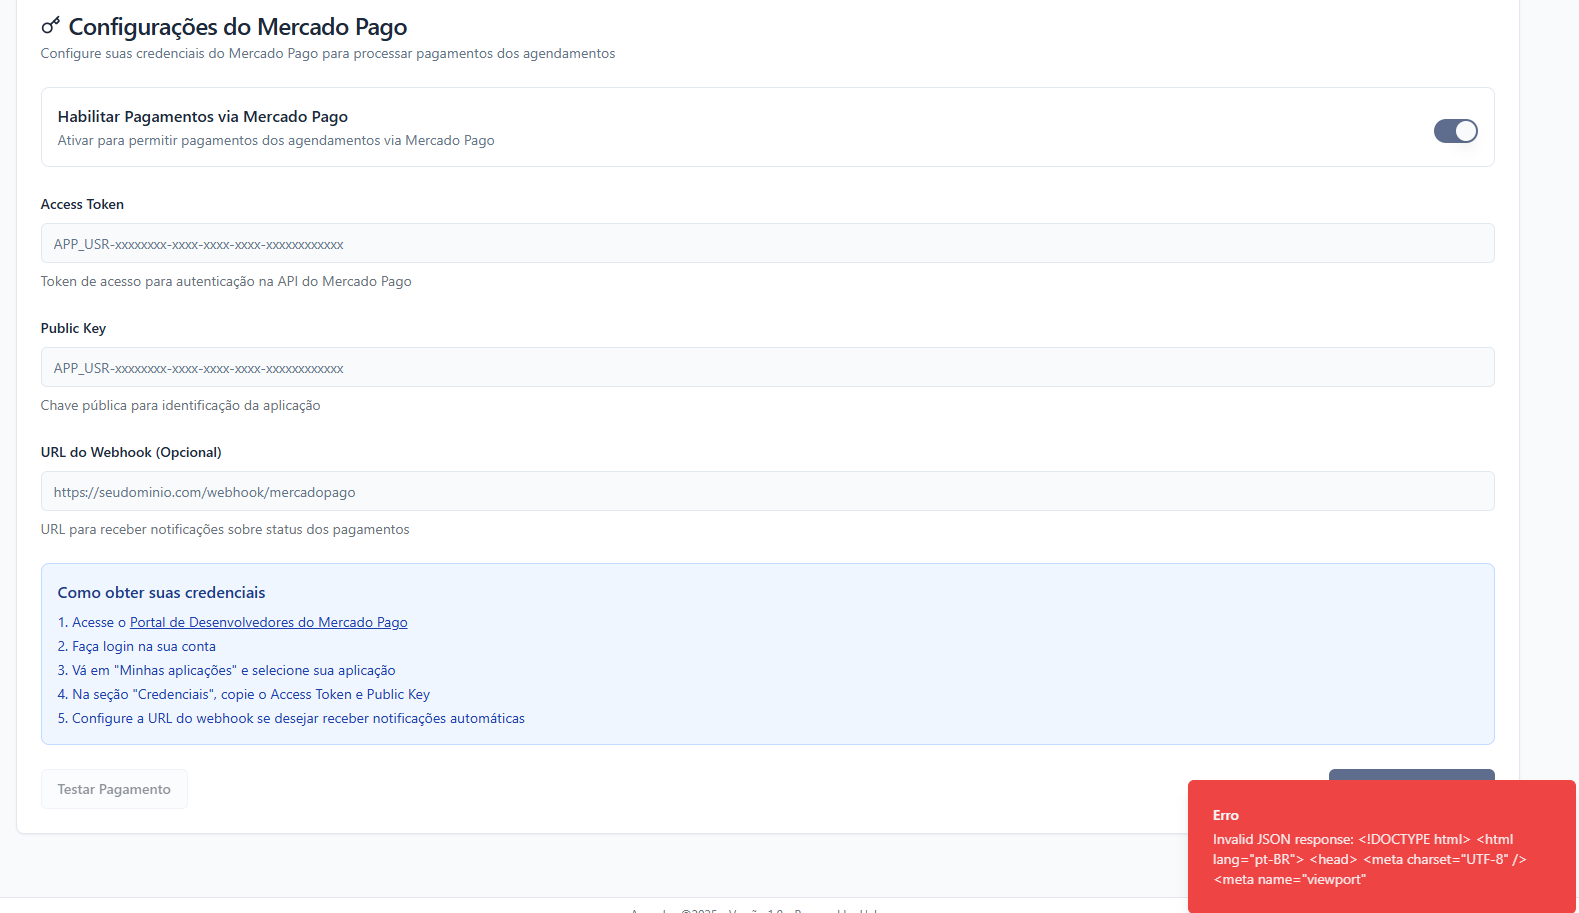 Configurações do Mercado Pago
Configure suas credenciais do Mercado Pago para processar pagamentos dos agendamentos
Habilitar Pagamentos via Mercado Pago
Ativar para permitir pagamentos dos agendamentos via Mercado Pago
Access Token
APP_USR-xxxxxxxx-xxxx-xxxx-xxxx-xxxxxxxxxxxx
Token de acesso para autenticação na API do Mercado Pago
Public Key
APP_USR-xxxxxxxx-xxxx-xxxx-xxxx-xxxxxxxxxxxx
Chave pública para identificação da aplicação
URL do Webhook (Opcional)
https://seudominio.com/webhook/mercadopago
URL para receber notificações sobre status dos pagamentos
Como obter suas credenciais
1. Acesse o Portal de Desenvolvedores do Mercado Pago
2. Faça login na sua conta
3. Vá em "Minhas aplicações" e selecione sua aplicação
4. Na seção "Credenciais", copie o Access Token e Public Key
5. Configure a URL do webhook se desejar receber notificações automáticas
Testar Pagamento
Erro
Invalid JSON response: <!DOCTYPE html> <html
lang="pt-BR"> <head> <meta charset="UTF-8" />
<meta name="viewport"